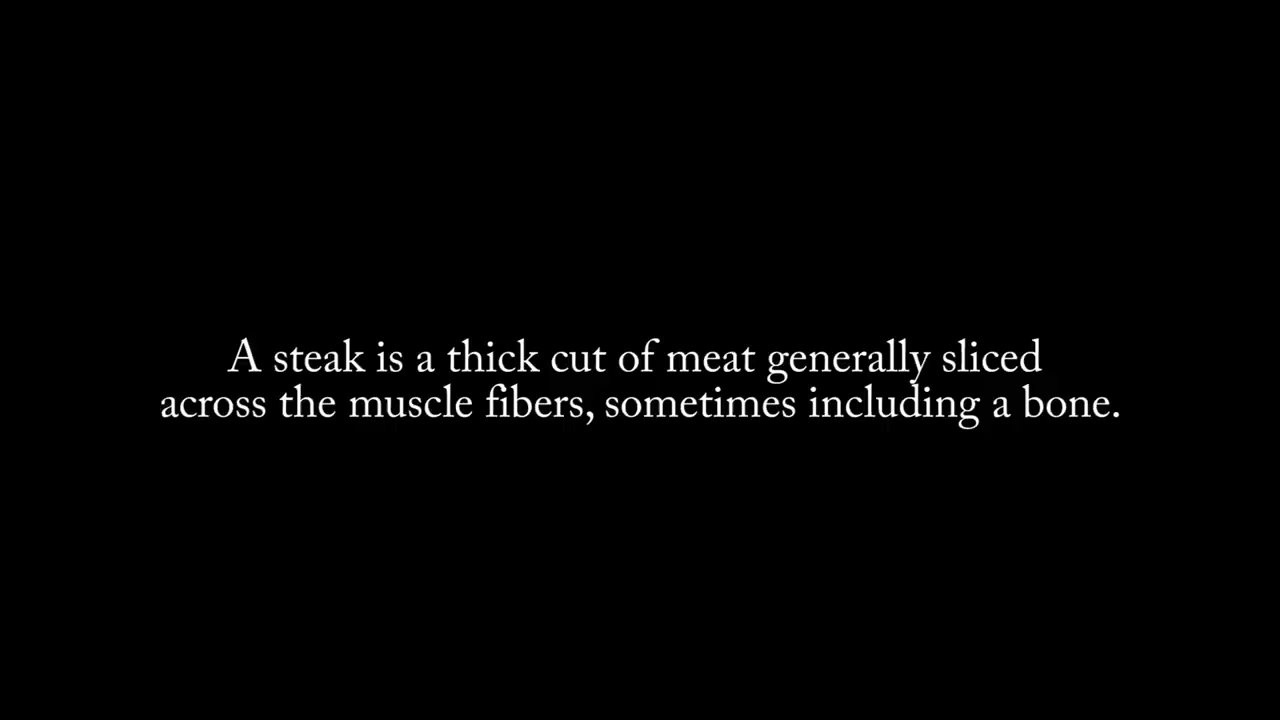 A steak is a thick cut of meat generally sliced
across the muscle fibers, sometimes including a bone.